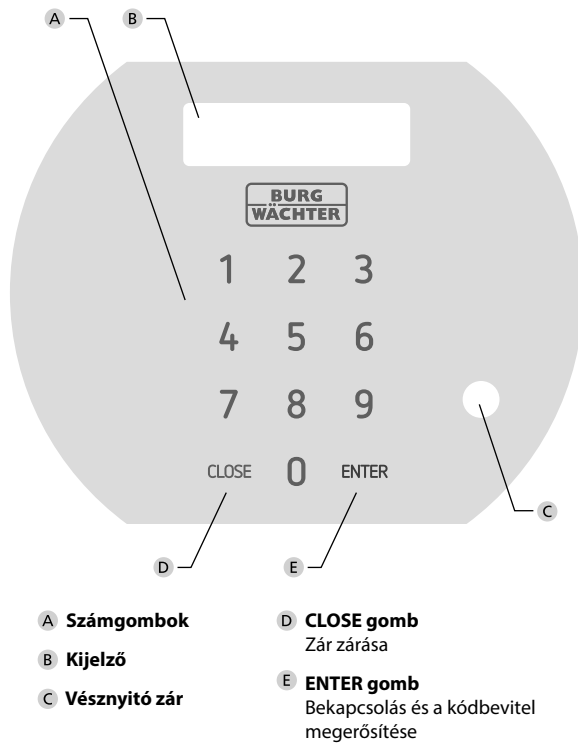 A B
BURG
WÄCHTER
1 2 3
4 5 6
7 8 9
CLOSE 0 ENTER
C
D E
A Számgombok
B Kijelző
C Vésznyitó zár
D CLOSE gomb
Zár zárása
E ENTER gomb
Bekapcsolás és a kódbevitel
megerősítése